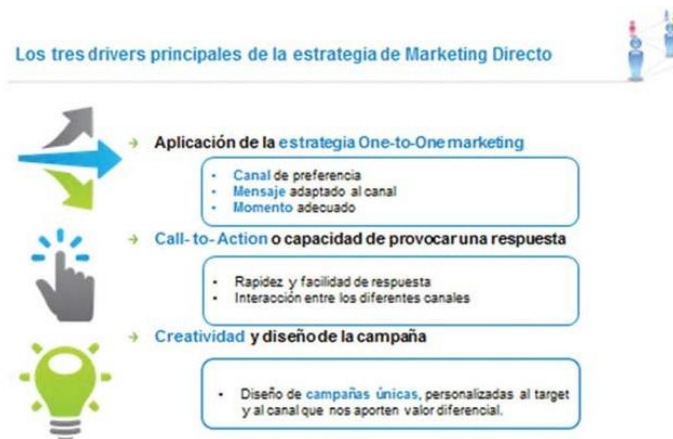 Los tres drivers principales de la estrategia de Marketing Directo
Aplicación de la estrategia One-to-One marketing
• Canal de preferencia
• Mensaje adaptado al canal
• Momento adecuado
Call-to-Action o capacidad de provocar una respuesta
• Rapidez y facilidad de respuesta
• Interacción entre los diferentes canales
Creatividad y diseño de la campaña
• Diseño de campañas únicas, personalizadas al target
y al canal que nos aporten valor diferencial.